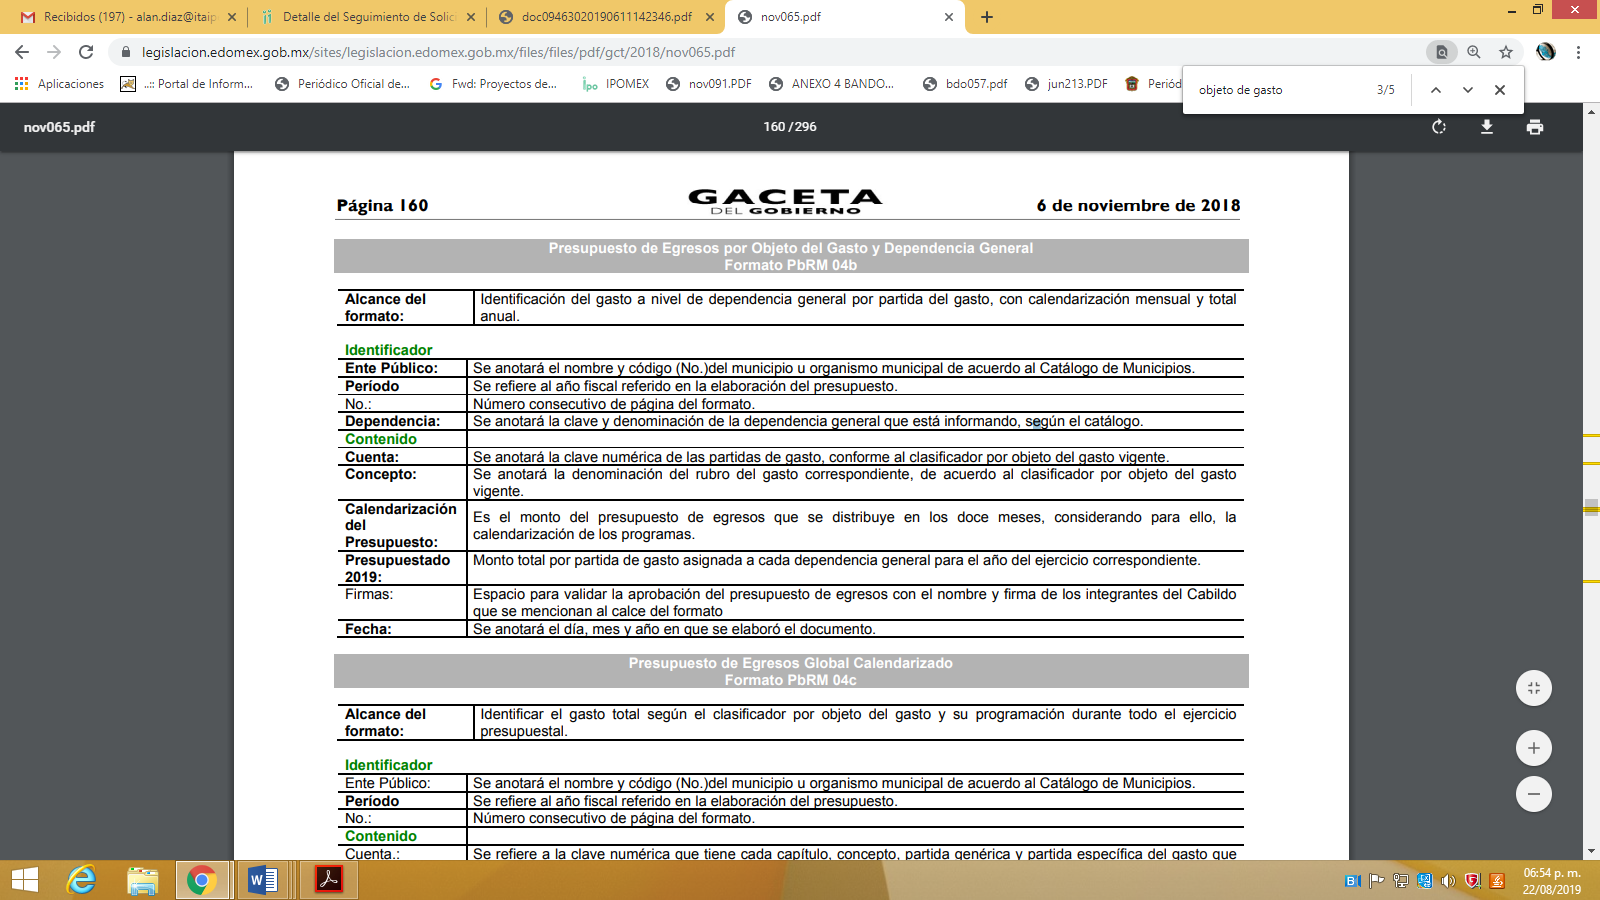 Recibidos (197) - alan.diaz@itaip
Detalle del Seguimiento de Solici
doc09463020190611142346.pdf
nov065.pdf
legislacion.edomex.gob.mx/sites/legislacion.edomex.gob.mx/files/files/pdf/gct/2018/nov065.pdf
Aplicaciones
..:: Portal de Inform...
Periódico Oficial de...
Fwd: Proyectos de...
IPOMEX
nov091.PDF
ANEXO 4 BANDO...
bdo057.pdf
jun213.PDF
Periód
objeto de gasto
3/5
nov065.pdf
160 / 296
Página 160
GACETA
DEL GOBIERNO
6 de noviembre de 2018
Presupuesto de Egresos por Objeto del Gasto y Dependencia General
Formato PbRM 04b
Alcance del
formato:
Identificación del gasto a nivel de dependencia general por partida del gasto, con calendarización mensual y total
anual.
Identificador
Ente Público:
Se anotará el nombre y código (No.)del municipio u organismo municipal de acuerdo al Catálogo de Municipios.
Período
Se refiere al año fiscal referido en la elaboración del presupuesto.
No.:
Número consecutivo de página del formato.
Dependencia:
Se anotará la clave y denominación de la dependencia general que está informando, según el catálogo.
Contenido
Cuenta:
Se anotará la clave numérica de las partidas de gasto, conforme al clasificador por objeto del gasto vigente.
Concepto:
Se anotará la denominación del rubro del gasto correspondiente, de acuerdo al clasificador por objeto del gasto
vigente.
Calendarización
del
Presupuesto:
Es el monto del presupuesto de egresos que se distribuye en los doce meses, considerando para ello, la
calendarización de los programas.
Presupuestado
2019:
Monto total por partida de gasto asignada a cada dependencia general para el año del ejercicio correspondiente.
Firmas:
Espacio para validar la aprobación del presupuesto de egresos con el nombre y firma de los integrantes del Cabildo
que se mencionan al calce del formato
Fecha:
Se anotará el día, mes y año en que se elaboró el documento.
Presupuesto de Egresos Global Calendarizado
Formato PbRM 04c
Alcance del
formato:
Identificar el gasto total según el clasificador por objeto del gasto y su programación durante todo el ejercicio
presupuestal.
Identificador
Ente Público:
Se anotará el nombre y código (No.)del municipio u organismo municipal de acuerdo al Catálogo de Municipios.
Período
Se refiere al año fiscal referido en la elaboración del presupuesto.
No.:
Número consecutivo de página del formato.
Contenido
Cuenta.:
Se refiere a la clave numérica que tiene cada capítulo, concepto, partida genérica y partida específica del gasto que
06:54 p. m.
22/08/2019